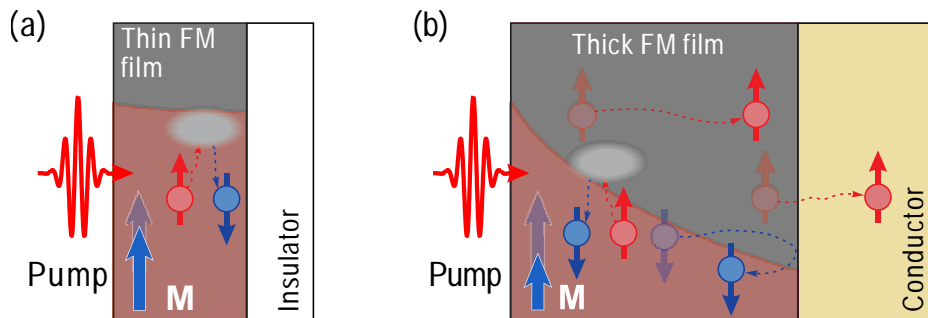 (a)
Thin FM
film
Pump
M
Insulator
(b)
Thick FM film
Pump
M
Conductor